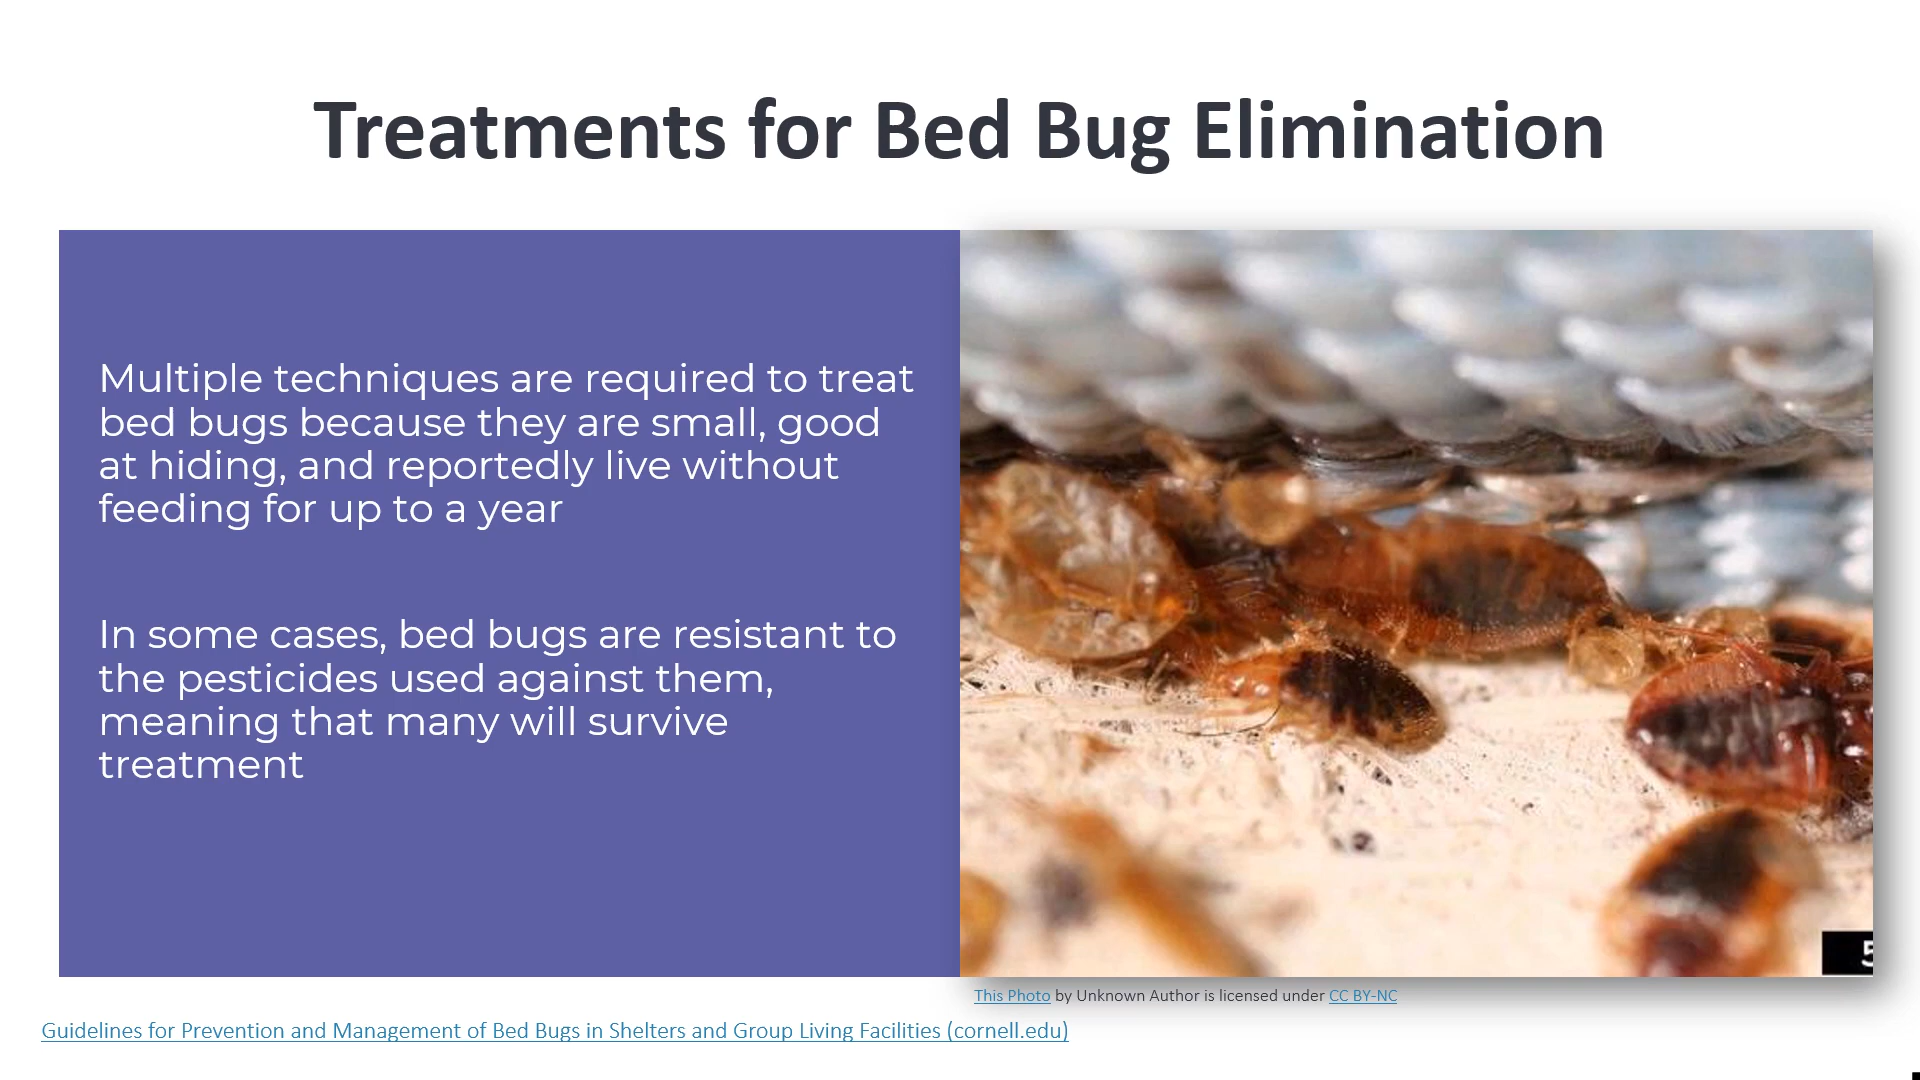 Treatments for Bed Bug Elimination
Multiple techniques are required to treat
bed bugs because they are small, good
at hiding, and reportedly live without
feeding for up to a year
In some cases, bed bugs are resistant to
the pesticides used against them,
meaning that many will survive
treatment
5
This Photo by Unknown Author is licensed under CC BY-NC
Guidelines for Prevention and Management of Bed Bugs in Shelters and Group Living Facilities (cornell.edu)